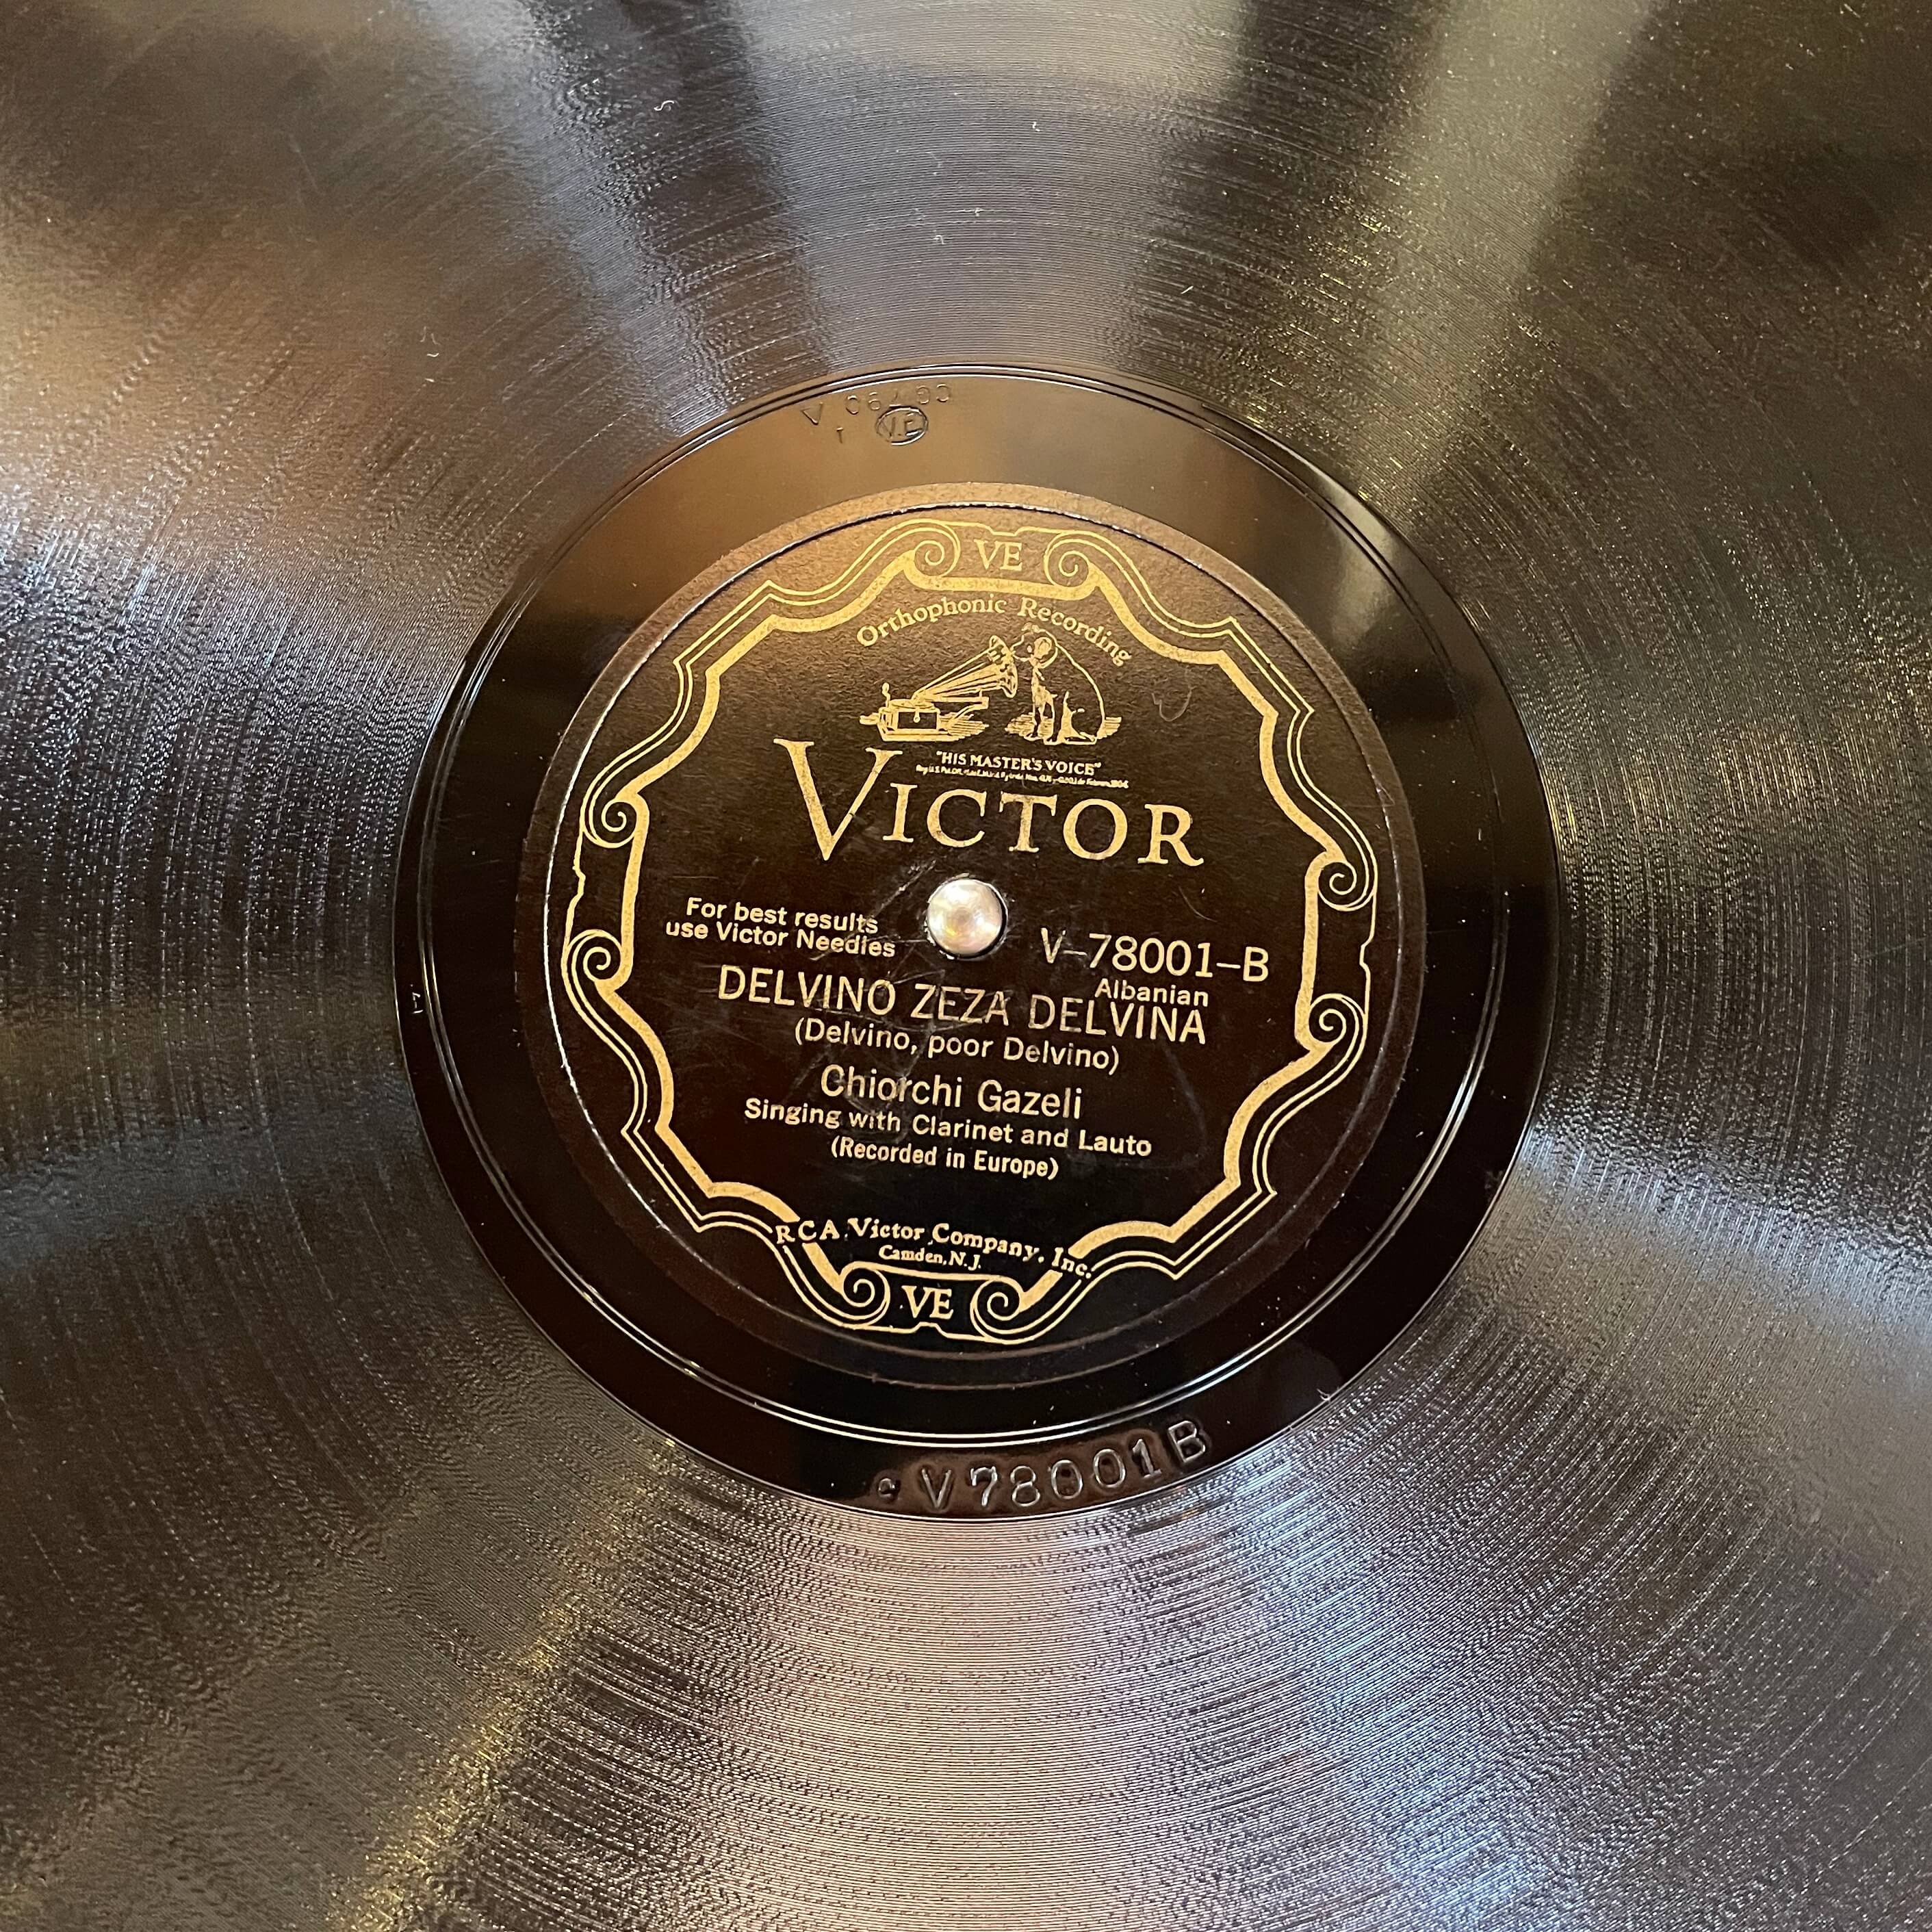 VE
Orthophonic Recording
"HIS MASTER'S VOICE"
VICTOR
For best results
use Victor Needles
V-78001-B
Albanian
DELVINO ZEZA DELVINA
(Delvino, poor Delvino)
Chiorchi Gazeli
Singing with Clarinet and Lauto
(Recorded in Europe)
RCA Victor Company, Inc.
Camden, N.J.
VE
V78001B